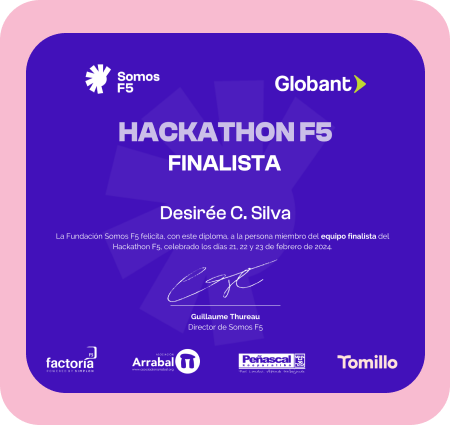 Somos
F5
Globant
HACKATHON F5
FINALISTA
Desirée C. Silva
La Fundación Somos F5 felicita, con este diploma, a la persona miembro del equipo finalista del
Hackathon F5, celebrado los días 21, 22 y 23 de febrero de 2024.
Guillaume Thureau
Director de Somos F5
factoría F5
Arrabal
Peñascal
Tomillo